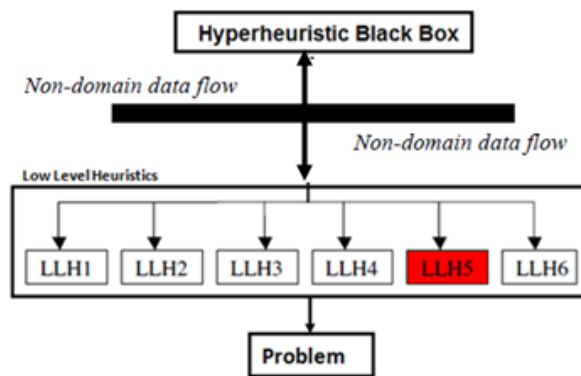 Hyperheuristic Black Box
Non-domain data flow
Non-domain data flow
Low Level Heuristics
LLH1 LLH2 LLH3 LLH4 LLH5 LLH6
Problem